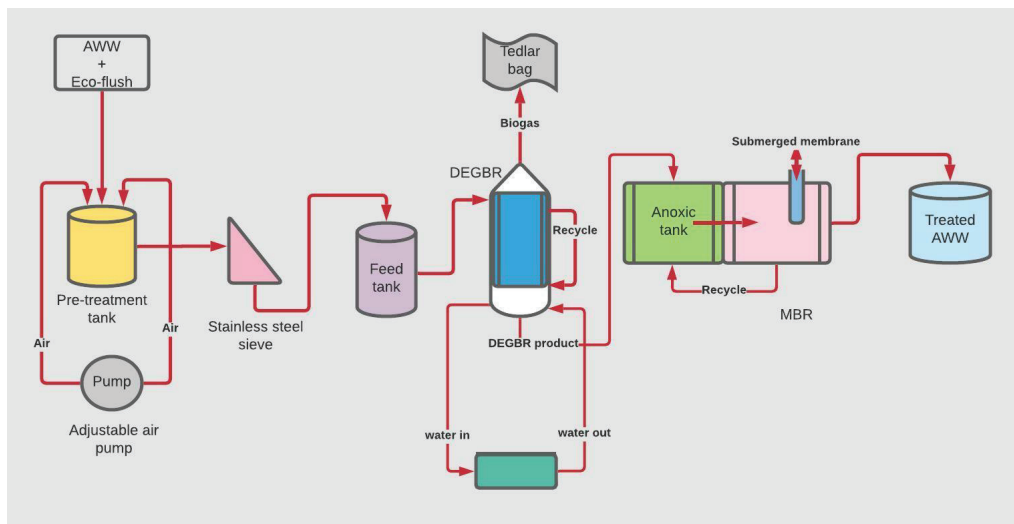 AWW
+
Eco-flush
Tedlar
bag
Biogas
DEGBR
Submerged membrane
Anoxic
tank
Treated
AWW
Recycle
Feed
tank
Pre-treatment
tank
Stainless steel
sieve
Recycle
MBR
Air
Air
DEGBR product
Pump
Adjustable air
pump
water in
water out